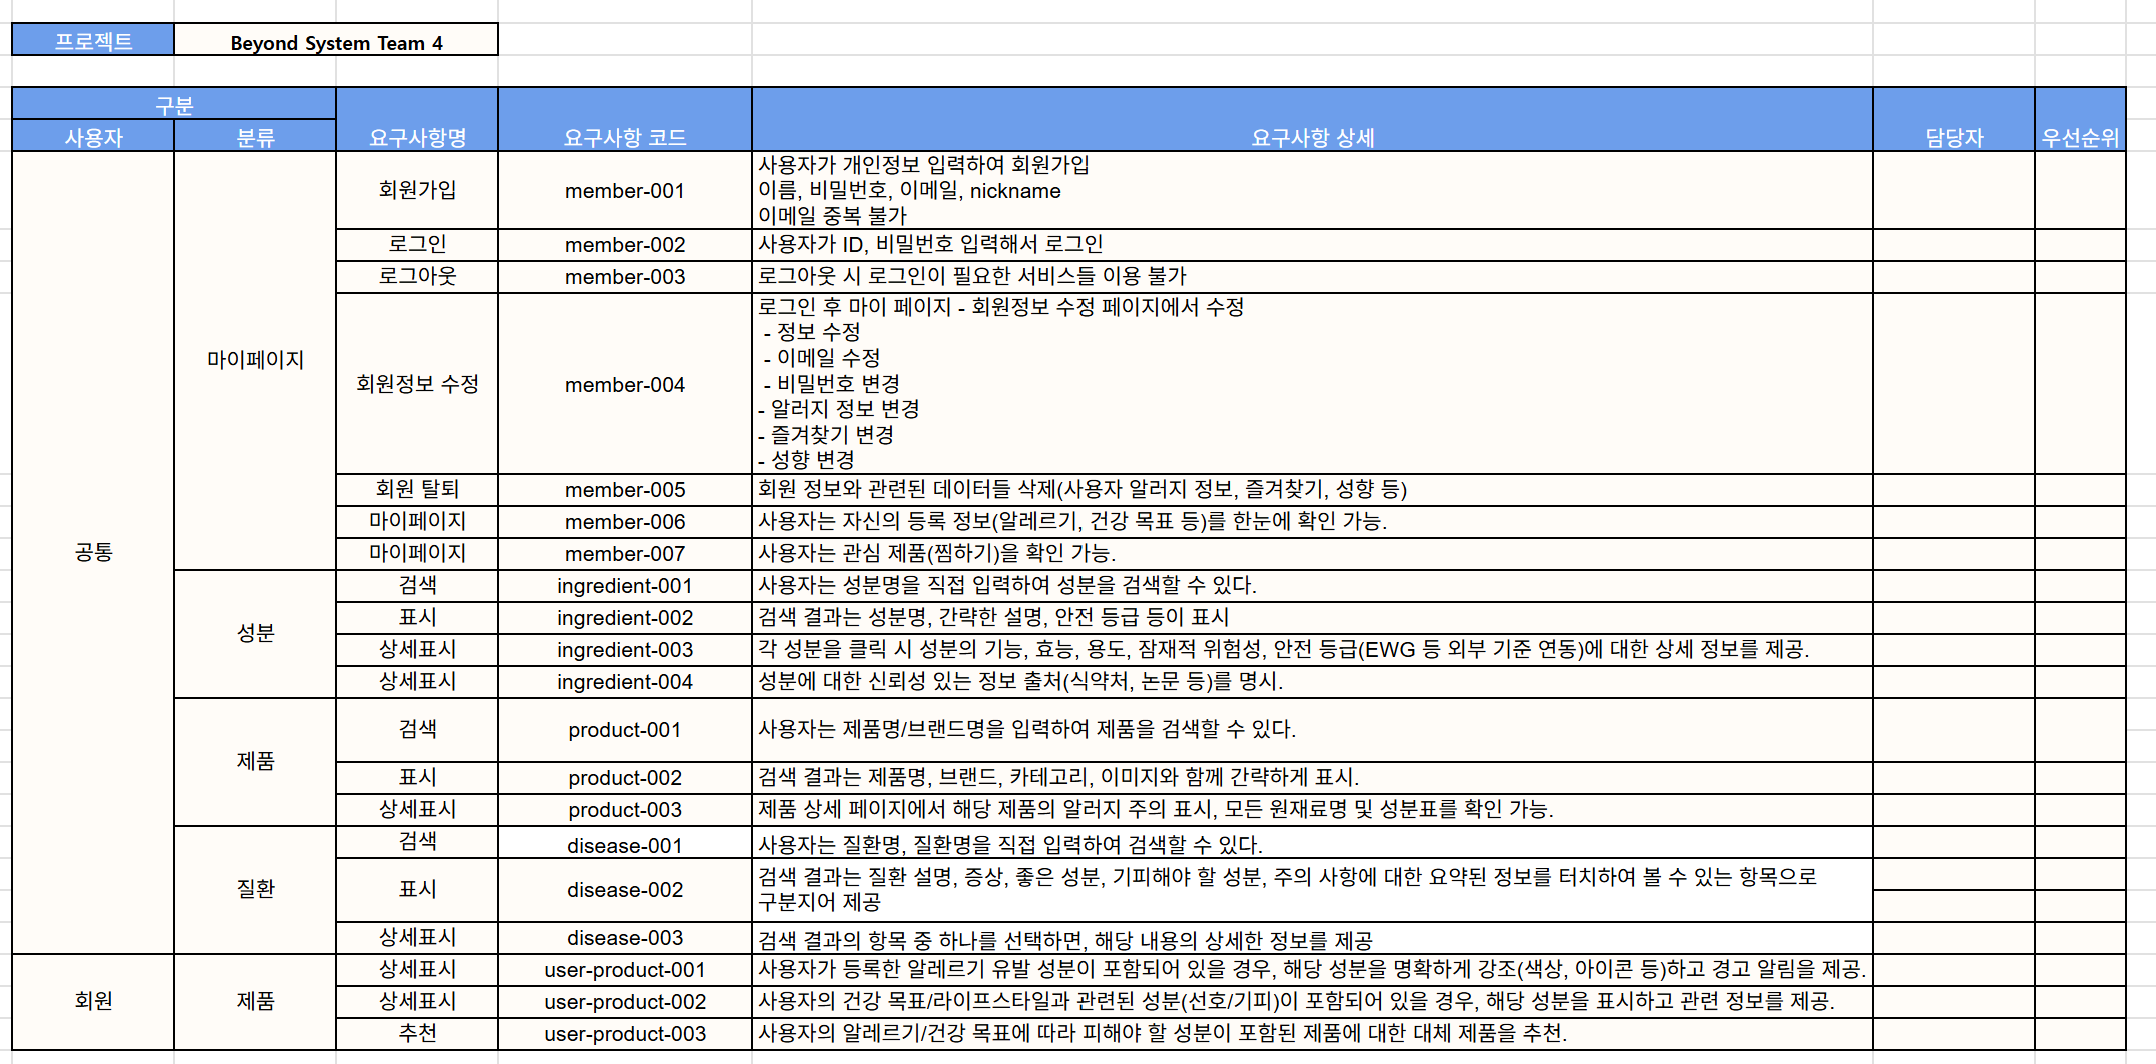 프로젝트 Beyond System Team 4
구분
사용자 분류 요구사항명 요구사항 코드 요구사항 상세 담당자 우선순위
공통
마이페이지
회원가입 member-001
사용자가 개인정보 입력하여 회원가입
이름, 비밀번호, 이메일, nickname
이메일 중복 불가
로그인 member-002 사용자가 ID, 비밀번호 입력해서 로그인
로그아웃 member-003 로그아웃 시 로그인이 필요한 서비스들 이용 불가
회원정보 수정 member-004
로그인 후 마이 페이지 - 회원정보 수정 페이지에서 수정
- 정보 수정
- 이메일 수정
- 비밀번호 변경
- 알러지 정보 변경
- 즐겨찾기 변경
- 성향 변경
회원 탈퇴 member-005 회원 정보와 관련된 데이터들 삭제(사용자 알러지 정보, 즐겨찾기, 성향 등)
마이페이지 member-006 사용자는 자신의 등록 정보(알레르기, 건강 목표 등)를 한눈에 확인 가능.
마이페이지 member-007 사용자는 관심 제품(찜하기)을 확인 가능.
성분
검색 ingredient-001 사용자는 성분명을 직접 입력하여 성분을 검색할 수 있다.
표시 ingredient-002 검색 결과는 성분명, 간략한 설명, 안전 등급 등이 표시
상세표시 ingredient-003 각 성분을 클릭 시 성분의 기능, 효능, 용도, 잠재적 위험성, 안전 등급(EWG 등 외부 기준 연동)에 대한 상세 정보를 제공.
상세표시 ingredient-004 성분에 대한 신뢰성 있는 정보 출처(식약처, 논문 등)를 명시.
제품
검색 product-001 사용자는 제품명/브랜드명을 입력하여 제품을 검색할 수 있다.
표시 product-002 검색 결과는 제품명, 브랜드, 카테고리, 이미지와 함께 간략하게 표시.
상세표시 product-003 제품 상세 페이지에서 해당 제품의 알러지 주의 표시, 모든 원재료명 및 성분표를 확인 가능.
질환
검색 disease-001 사용자는 질환명, 질환명을 직접 입력하여 검색할 수 있다.
표시 disease-002
검색 결과는 질환 설명, 증상, 좋은 성분, 기피해야 할 성분, 주의 사항에 대한 요약된 정보를 터치하여 볼 수 있는 항목으로
구분지어 제공
상세표시 disease-003 검색 결과의 항목 중 하나를 선택하면, 해당 내용의 상세한 정보를 제공
회원
제품
상세표시 user-product-001 사용자가 등록한 알레르기 유발 성분이 포함되어 있을 경우, 해당 성분을 명확하게 강조(색상, 아이콘 등)하고 경고 알림을 제공.
상세표시 user-product-002 사용자의 건강 목표/라이프스타일과 관련된 성분(선호/기피)이 포함되어 있을 경우, 해당 성분을 표시하고 관련 정보를 제공.
추천 user-product-003 사용자의 알레르기/건강 목표에 따라 피해야 할 성분이 포함된 제품에 대한 대체 제품을 추천.